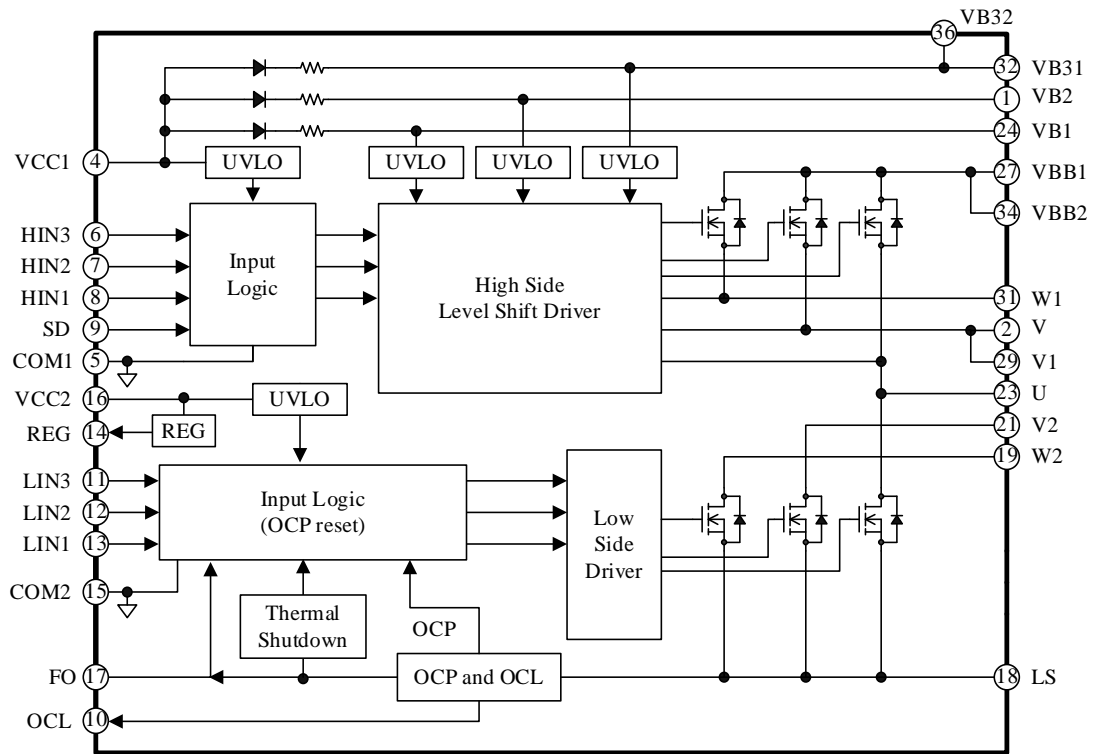 VB32
36
32 VB31
1 VB2
24 VB1
VCC1 4
UVLO
UVLO
UVLO
UVLO
27 VBB1
34 VBB2
HIN3 6
HIN2 7
HIN1 8
SD 9
COM1 5
Input
Logic
High Side
Level Shift Driver
31 W1
2 V
29 V1
23 U
21 V2
19 W2
VCC2 16
UVLO
REG 14
REG
LIN3 11
LIN2 12
LIN1 13
COM2 15
Input Logic
(OCP reset)
Low
Side
Driver
Thermal
Shutdown
OCP
FO 17
OCP and OCL
18 LS
OCL 10